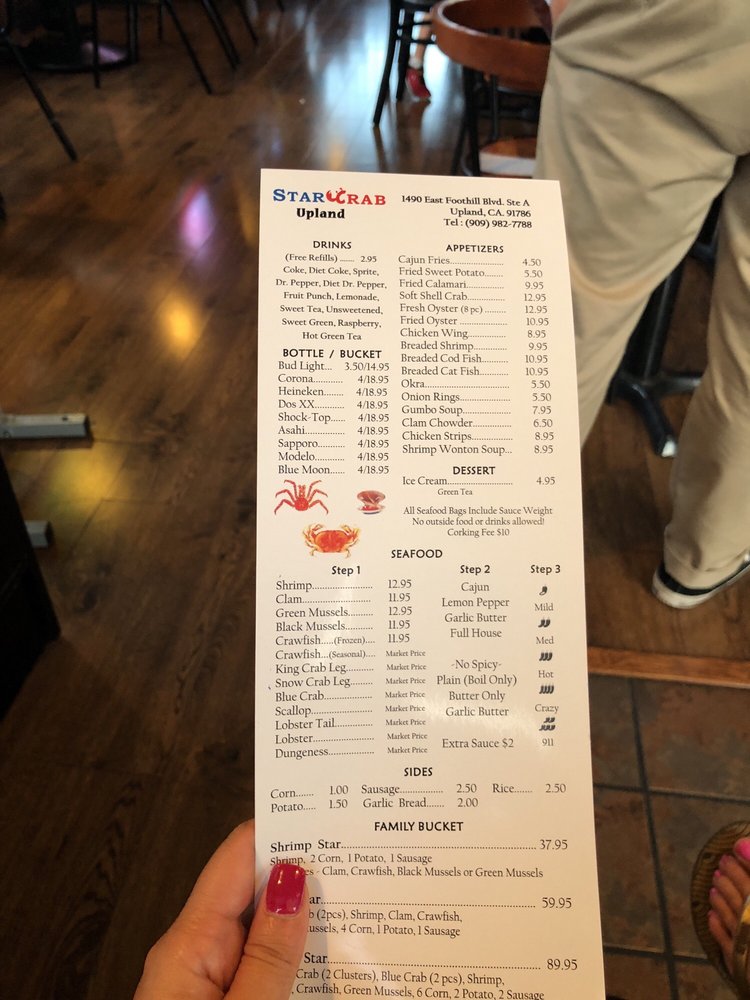 STAR CRAB
Upland
1490 East Foothill Blvd. Ste A
Upland, CA. 91786
Tel : (909) 982-7788
DRINKS
(Free Refills) ...... 2.95
Coke, Diet Coke, Sprite,
Dr. Pepper, Diet Dr. Pepper,
Fruit Punch, Lemonade,
Sweet Tea, Unsweetened,
Sweet Green, Raspberry,
Hot Green Tea
BOTTLE / BUCKET
Bud Light... 3.50/14.95
Corona............ 4/18.95
Heineken........ 4/18.95
Dos XX............ 4/18.95
Shock-Top...... 4/18.95
Asahi................ 4/18.95
Sapporo........... 4/18.95
Modelo............ 4/18.95
Blue Moon...... 4/18.95
APPETIZERS
Cajun Fries...................... 4.50
Fried Sweet Potato....... 5.50
Fried Calamari............... 9.95
Soft Shell Crab............... 12.95
Fresh Oyster (8 pc) ........ 12.95
Fried Oyster ................... 10.95
Chicken Wing............... 8.95
Breaded Shrimp............. 9.95
Breaded Cod Fish.......... 10.95
Breaded Cat Fish........... 10.95
Okra................................ 5.50
Onion Rings................... 5.50
Gumbo Soup.................. 7.95
Clam Chowder.............. 6.50
Chicken Strips................ 8.95
Shrimp Wonton Soup... 8.95
DESSERT
Ice Cream......................... 4.95
Green Tea
All Seafood Bags Include Sauce Weight
No outside food or drinks allowed!
Corking Fee $10
SEAFOOD
Step 1
Shrimp......................... 12.95
Clam............................ 11.95
Green Mussels.......... 12.95
Black Mussels........... 11.95
Crawfish.....(Frozen).... 11.95
Crawfish...(Seasonal).... Market Price
King Crab Leg........... Market Price
Snow Crab Leg......... Market Price
Blue Crab................... Market Price
Scallop........................ Market Price
Lobster Tail.............. Market Price
Lobster....................... Market Price
Dungeness................. Market Price
Step 2
Cajun
Lemon Pepper
Garlic Butter
Full House
-No Spicy-
Plain (Boil Only)
Butter Only
Garlic Butter
Extra Sauce $2
Step 3
Mild
Med
Hot
Crazy
911
SIDES
Corn....... 1.00 Sausage................. 2.50 Rice....... 2.50
Potato..... 1.50 Garlic Bread....... 2.00
FAMILY BUCKET
Shrimp Star.......................................................... 37.95
Shrimp, 2 Corn, 1 Potato, 1 Sausage
- Clam, Crawfish, Black Mussels or Green Mussels
59.95
(2pcs), Shrimp, Clam, Crawfish,
4 Corn, 1 Potato, 1 Sausage
Star................................................................ 89.95
Crab (2 Clusters), Blue Crab (2 pcs), Shrimp,
Crawfish, Green Mussels, 6 Corn, 2 Potato, 2 Sausage